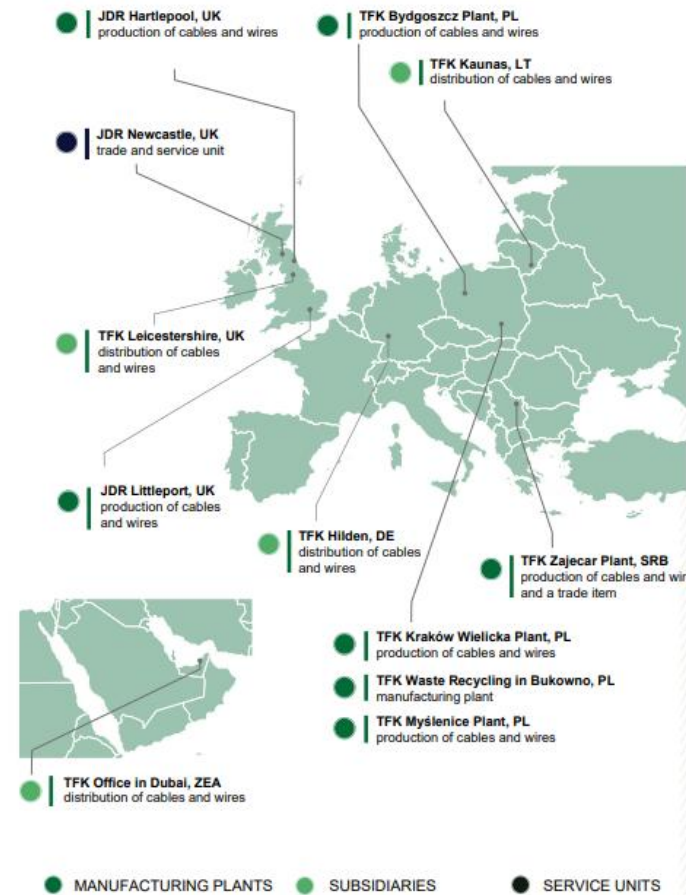 JDR Hartlepool, UK
production of cables and wires
TFK Bydgoszcz Plant, PL
production of cables and wires
TFK Kaunas, LT
distribution of cables and wires
JDR Newcastle, UK
trade and service unit
TFK Leicestershire, UK
distribution of cables
and wires
JDR Littleport, UK
production of cables
and wires
TFK Hilden, DE
distribution of cables
and wires
TFK Zajecar Plant, SRB
production of cables and
and a trade item
TFK Kraków Wielicka Plant, PL
production of cables and wires
TFK Waste Recycling in Bukowno, PL
manufacturing plant
TFK Myślenice Plant, PL
production of cables and wires
TFK Office in Dubai, ZEA
distribution of cables and wires
MANUFACTURING PLANTS
SUBSIDIARIES
SERVICE UNITS